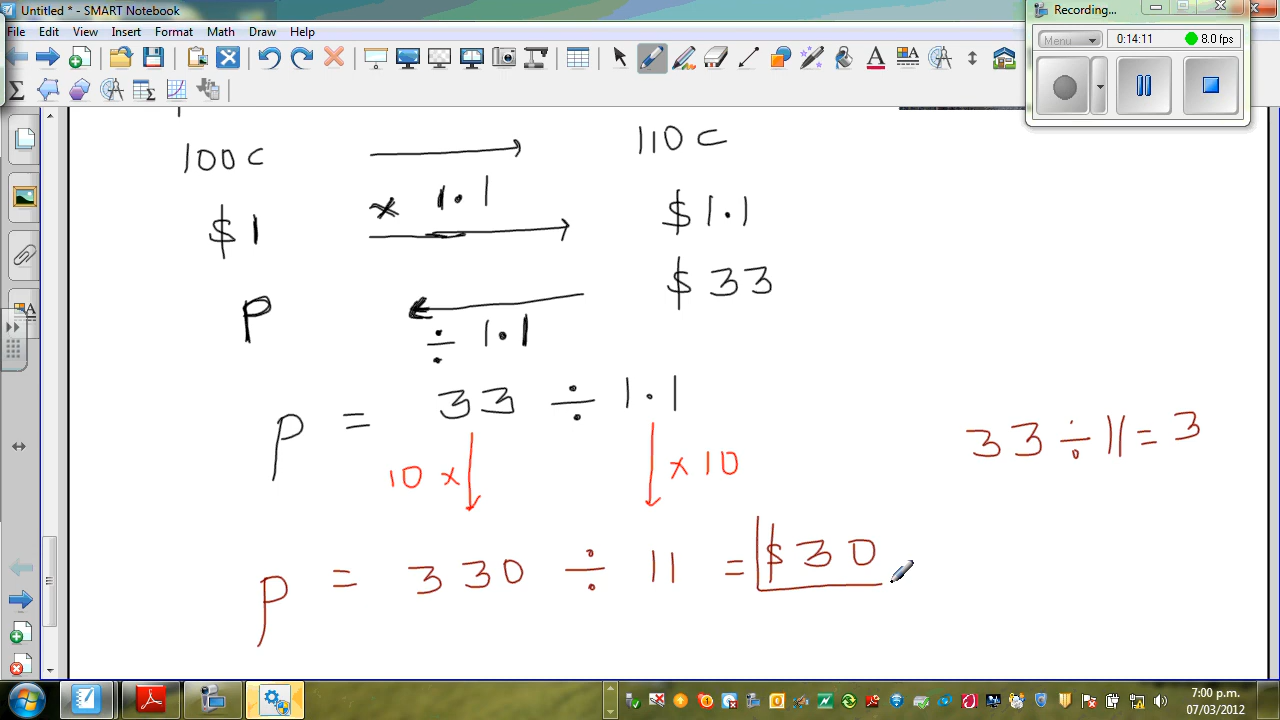 Untitled * - SMART Notebook
Recording...
File Edit View Insert Format Math Draw Help
Menu
0:14:11
8.0 fps
100c
110 c
× 1.1
$1
$1.1
p
$33
÷ 1.1
p = 33 ÷ 1.1
33 ÷ 11 = 3
10 ×
× 10
p = 330 ÷ 11 = $30
7:00 p.m.
07/03/2012